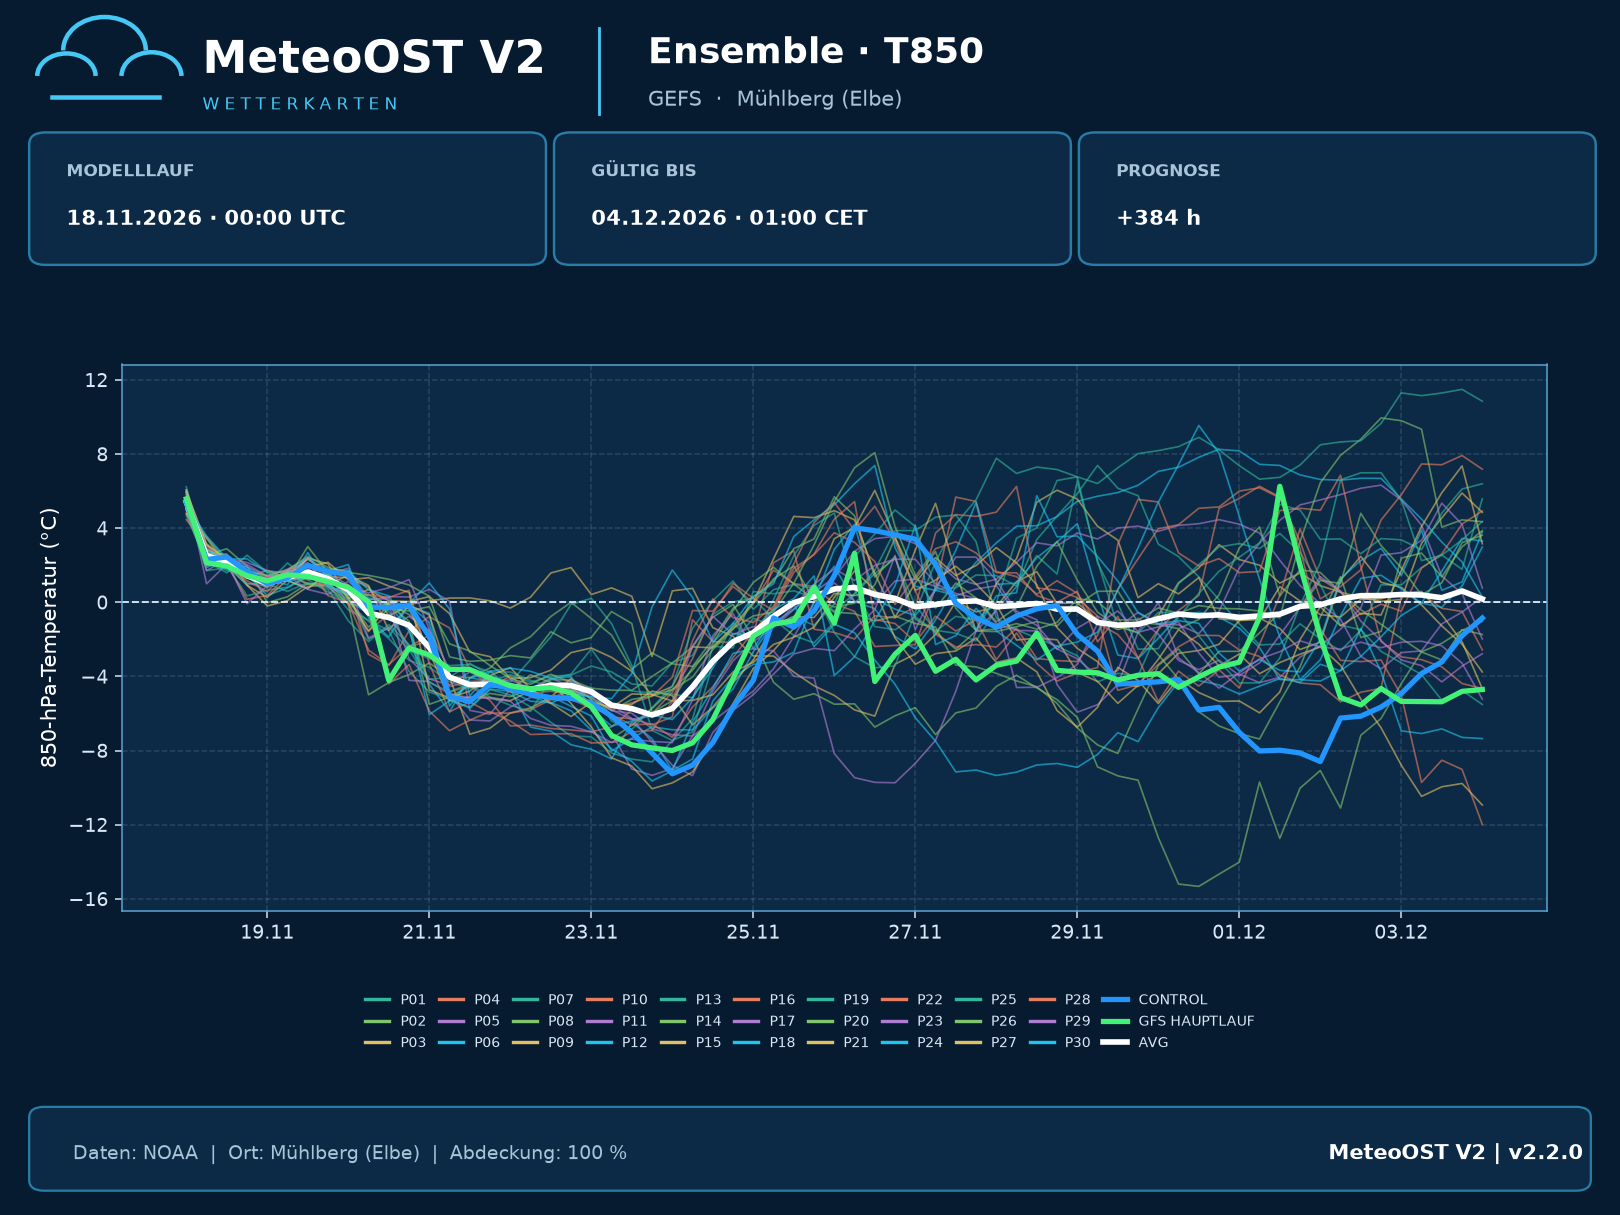 MeteoOST V2
WETTERKARTEN
Ensemble · T850
GEFS · Mühlberg (Elbe)
MODELLLAUF
18.11.2026 · 00:00 UTC
GÜLTIG BIS
04.12.2026 · 01:00 CET
PROGNOSE
+384 h
850-hPa-Temperatur (°C)
12
8
4
0
−4
−8
−12
−16
19.11 21.11 23.11 25.11 27.11 29.11 01.12 03.12
P01 P04 P07 P10 P13 P16 P19 P22 P25 P28 CONTROL
P02 P05 P08 P11 P14 P17 P20 P23 P26 P29 GFS HAUPTLAUF
P03 P06 P09 P12 P15 P18 P21 P24 P27 P30 AVG
Daten: NOAA | Ort: Mühlberg (Elbe) | Abdeckung: 100 %
MeteoOST V2 | v2.2.0